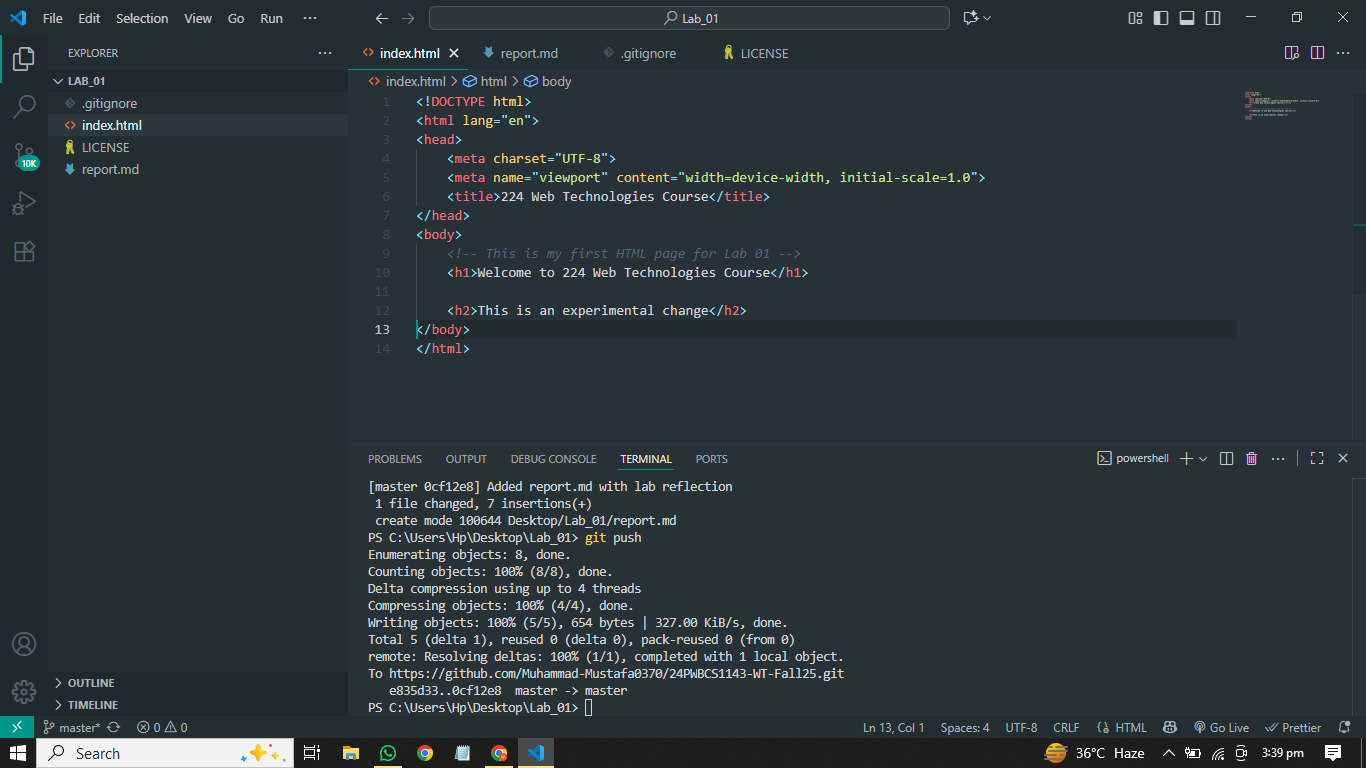 File Edit Selection View Go Run ··· Lab_01
EXPLORER ···
LAB_01
.gitignore
index.html
LICENSE
report.md
10K
OUTLINE
TIMELINE
index.html report.md .gitignore LICENSE
index.html > html > body
1 <!DOCTYPE html>
2 <html lang="en">
3 <head>
4 <meta charset="UTF-8">
5 <meta name="viewport" content="width=device-width, initial-scale=1.0">
6 <title>224 Web Technologies Course</title>
7 </head>
8 <body>
9 <!-- This is my first HTML page for Lab 01 -->
10 <h1>Welcome to 224 Web Technologies Course</h1>
11
12 <h2>This is an experimental change</h2>
13 </body>
14 </html>
PROBLEMS OUTPUT DEBUG CONSOLE TERMINAL PORTS powershell
[master 0cf12e8] Added report.md with lab reflection
1 file changed, 7 insertions(+)
create mode 100644 Desktop/Lab_01/report.md
PS C:\Users\Hp\Desktop\Lab_01> git push
Enumerating objects: 8, done.
Counting objects: 100% (8/8), done.
Delta compression using up to 4 threads
Compressing objects: 100% (4/4), done.
Writing objects: 100% (5/5), 654 bytes | 327.00 KiB/s, done.
Total 5 (delta 1), reused 0 (delta 0), pack-reused 0 (from 0)
remote: Resolving deltas: 100% (1/1), completed with 1 local object.
To https://github.com/Muhammad-Mustafa0370/24PWBCS1143-WT-Fall25.git
e835d33..0cf12e8 master -> master
PS C:\Users\Hp\Desktop\Lab_01>
master* 0 0 Ln 13, Col 1 Spaces: 4 UTF-8 CRLF HTML Go Live Prettier
Search 36°C Haze 3:39 pm